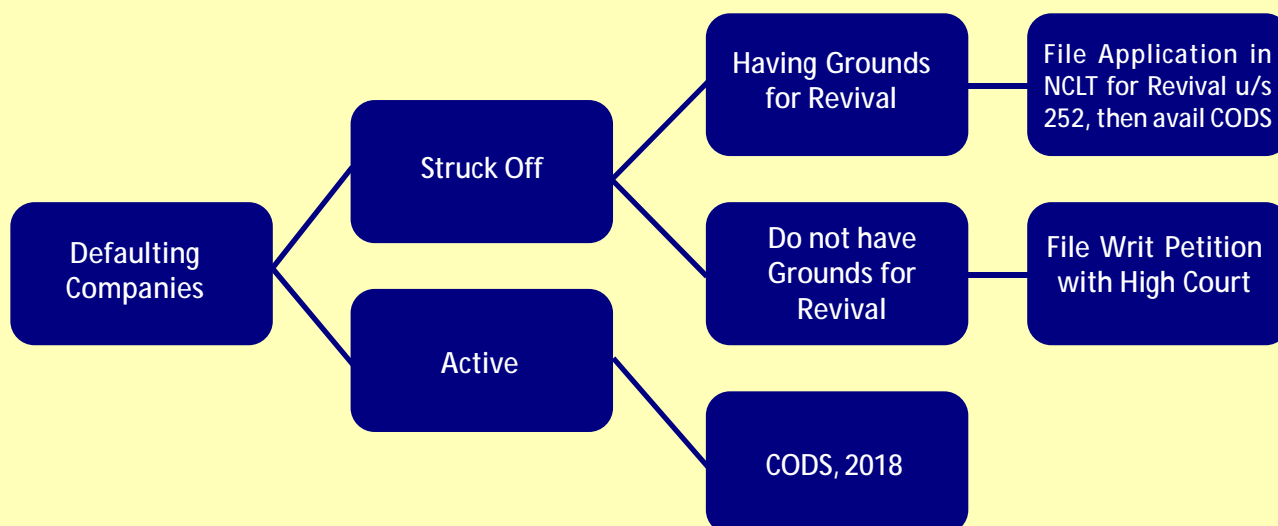 Defaulting
Companies
Struck Off
Active
Having Grounds
for Revival
Do not have
Grounds for
Revival
CODS, 2018
File Application in
NCLT for Revival u/s
252, then avail CODS
File Writ Petition
with High Court